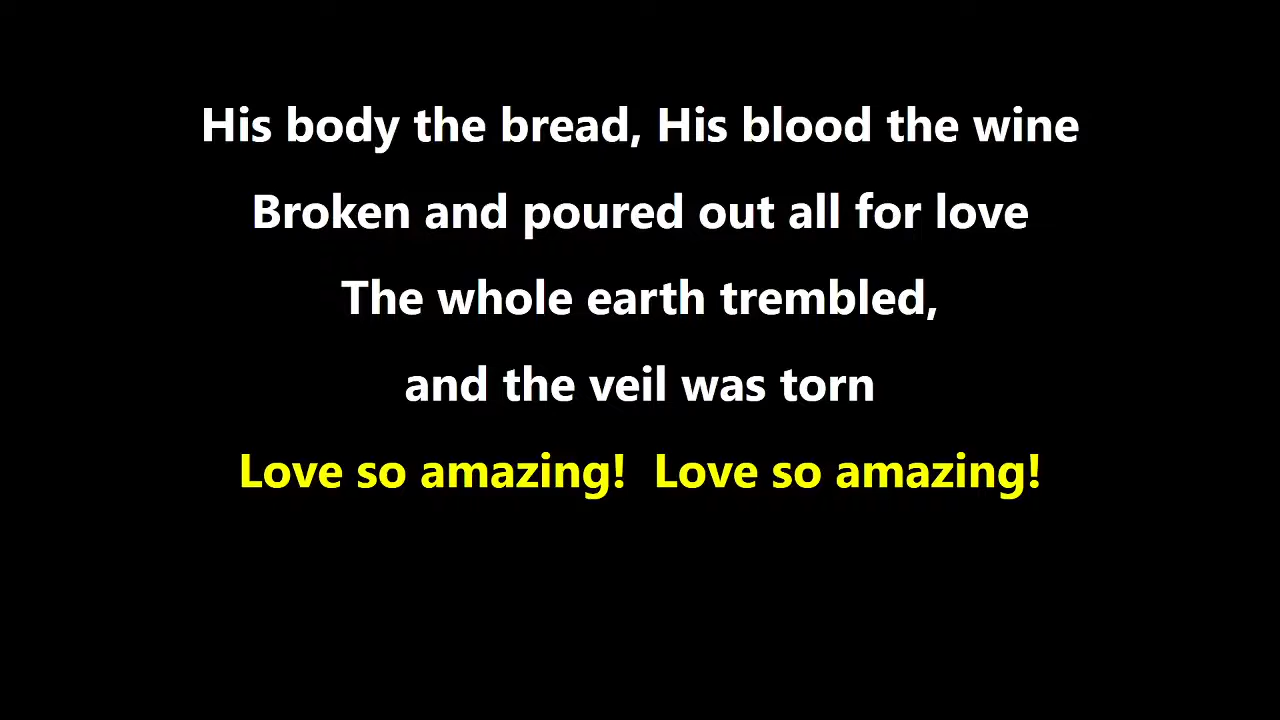 His body the bread, His blood the wine
Broken and poured out all for love
The whole earth trembled,
and the veil was torn
Love so amazing!  Love so amazing!